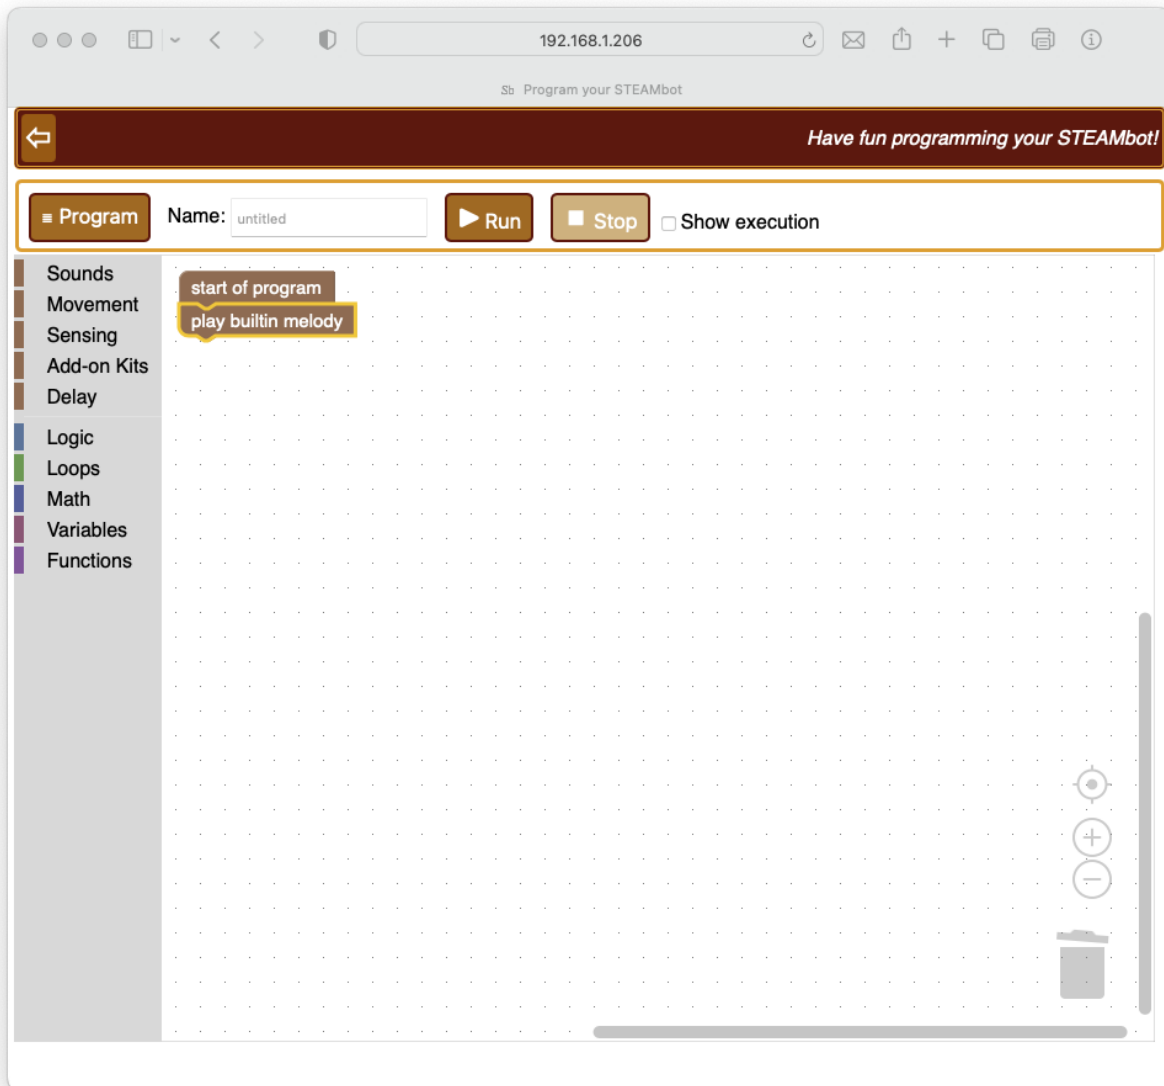 192.168.1.206
Sb Program your STEAMbot
Have fun programming your STEAMbot!
≡ Program Name: untitled Run Stop Show execution
Sounds
Movement
Sensing
Add-on Kits
Delay
Logic
Loops
Math
Variables
Functions
start of program
play builtin melody